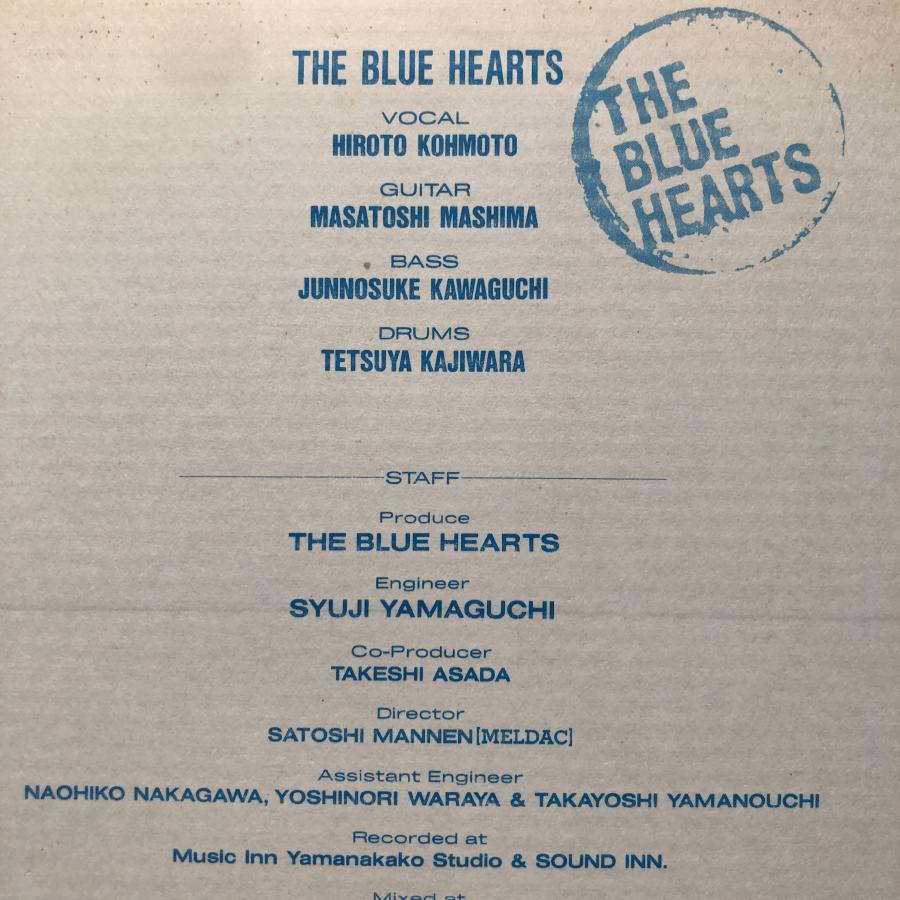 THE BLUE HEARTS
THE
BLUE
HEARTS
VOCAL
HIROTO KOHMOTO
GUITAR
MASATOSHI MASHIMA
BASS
JUNNOSUKE KAWAGUCHI
DRUMS
TETSUYA KAJIWARA
STAFF
Produce
THE BLUE HEARTS
Engineer
SYUJI YAMAGUCHI
Co-Producer
TAKESHI ASADA
Director
SATOSHI MANNEN[MELDAC]
Assistant Engineer
NAOHIKO NAKAGAWA, YOSHINORI WARAYA & TAKAYOSHI YAMANOUCHI
Recorded at
Music Inn Yamanakako Studio & SOUND INN.
Mixed at